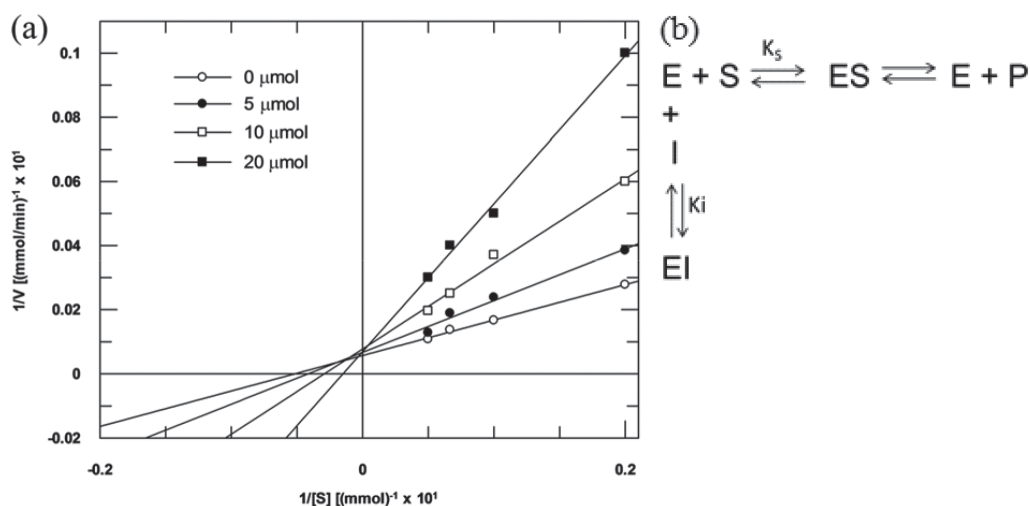 (a)
0.1
0.08
0.06
0.04
0.02
0
-0.02
-0.2
0
0.2
1/V [(mmol/min)⁻¹ x 10¹
1/[S] [(mmol)⁻¹ x 10¹
0 µmol
5 µmol
10 µmol
20 µmol
(b)
Kₛ
E + S ES E + P
+
I
Ki
EI